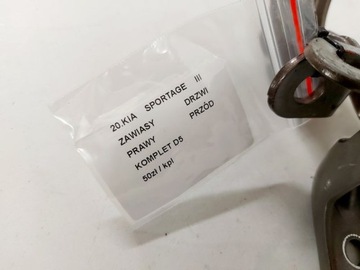 20.KIA SPORTAGE III
ZAWIASY DRZWI
PRAWY PRZÓD
KOMPLET D5
50zł / kpl